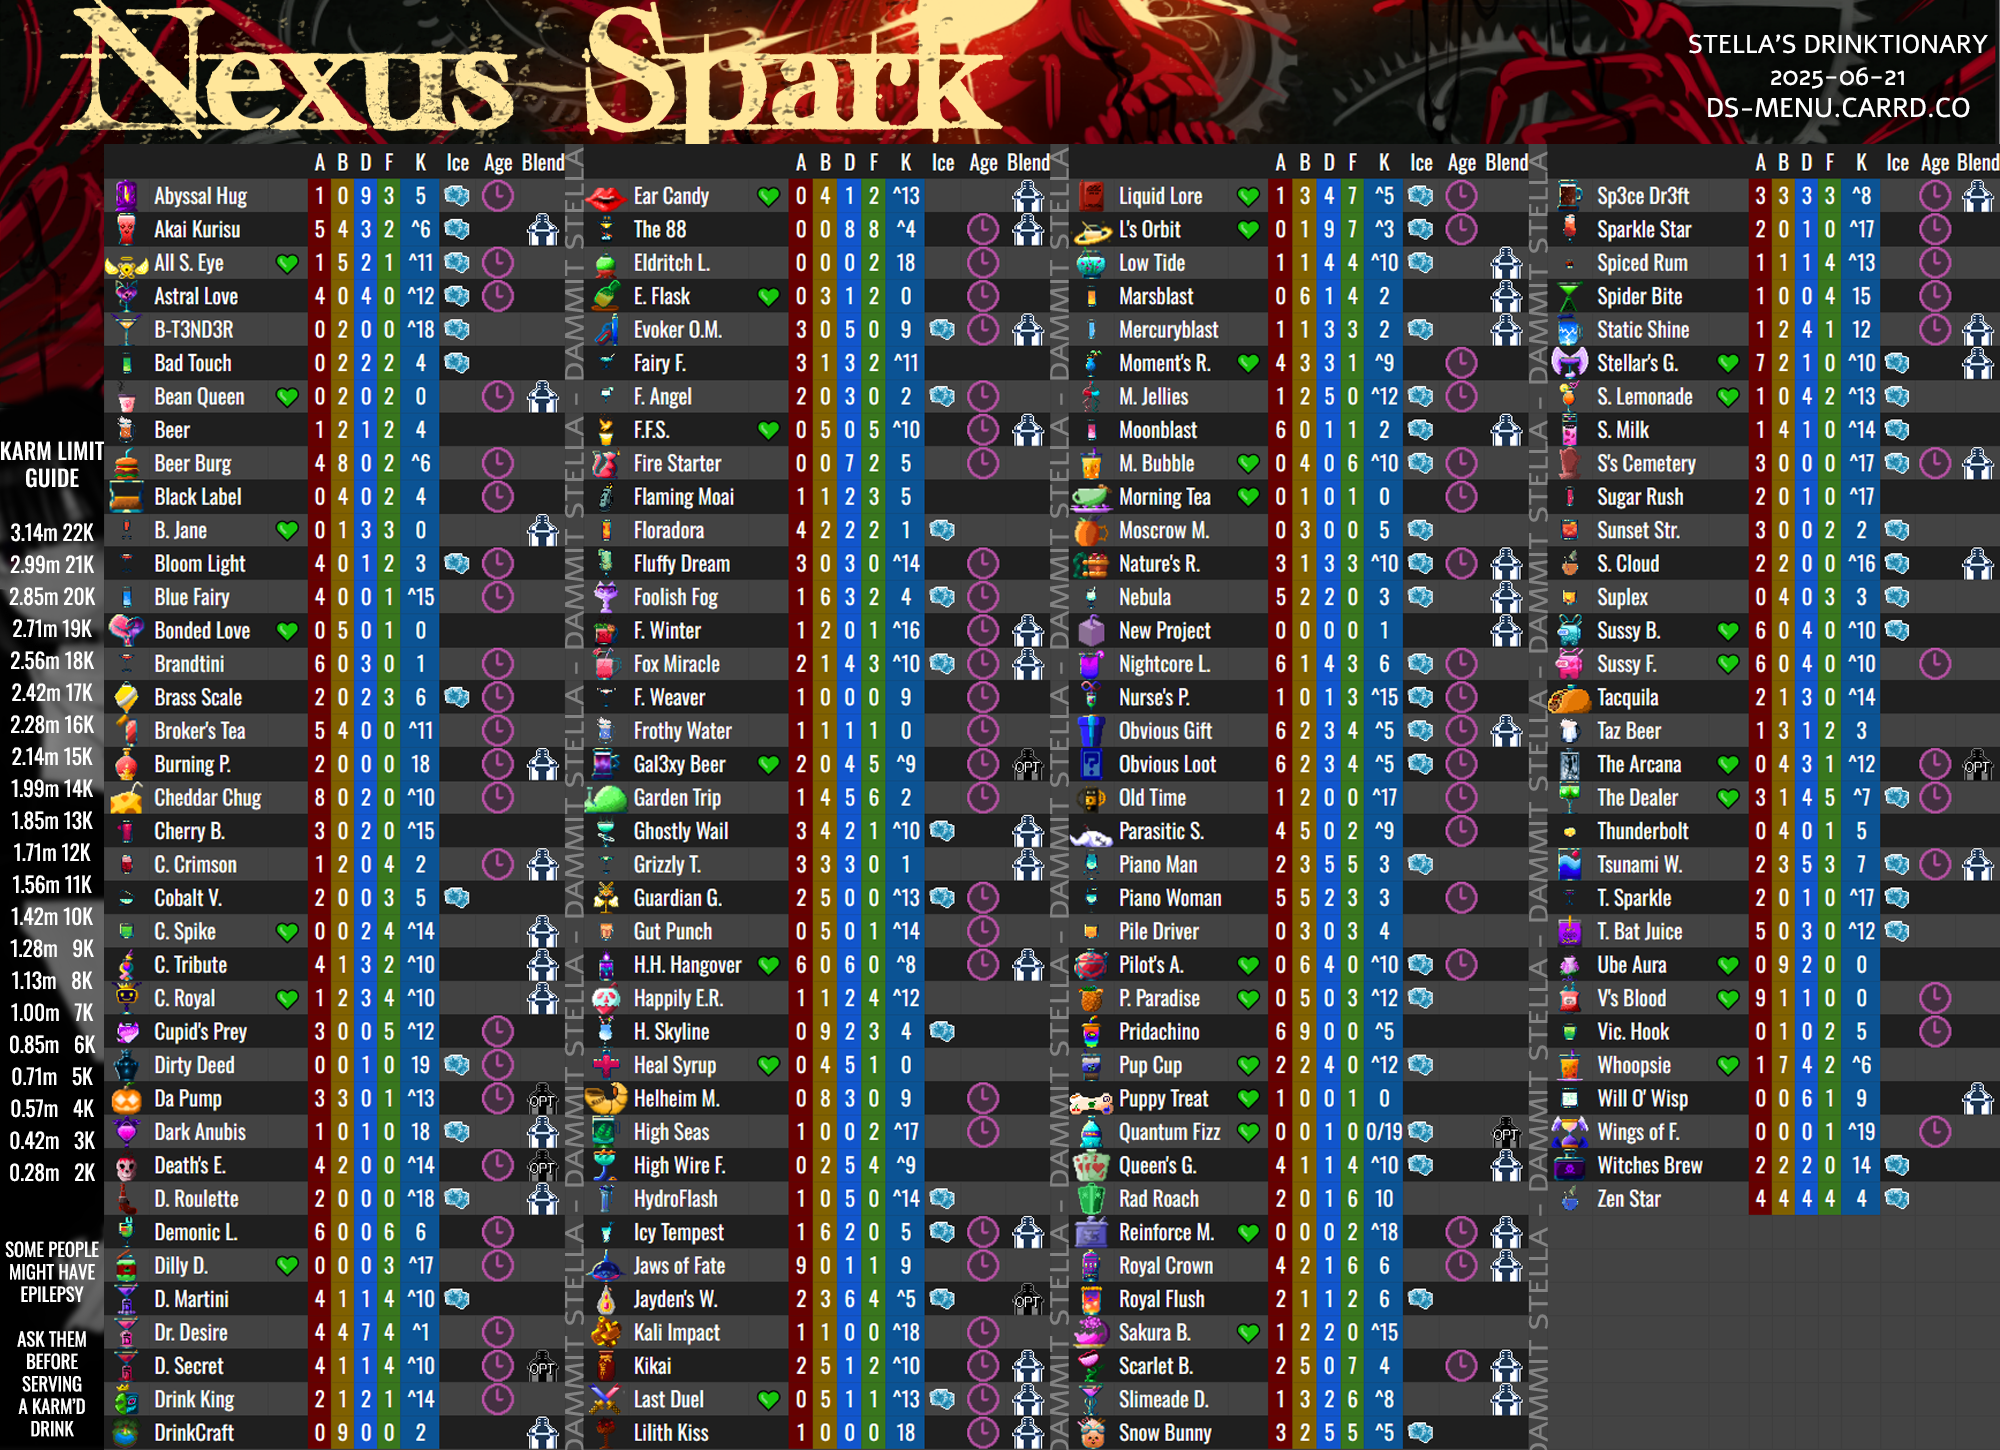 Nexus Spark
STELLA'S DRINKTIONARY
2025-06-21
DS-MENU.CARRD.CO
KARM LIMIT
GUIDE
3.14m 22K
2.99m 21K
2.85m 20K
2.71m 19K
2.56m 18K
2.42m 17K
2.28m 16K
2.14m 15K
1.99m 14K
1.85m 13K
1.71m 12K
1.56m 11K
1.42m 10K
1.28m 9K
1.13m 8K
1.00m 7K
0.85m 6K
0.71m 5K
0.57m 4K
0.42m 3K
0.28m 2K
SOME PEOPLE
MIGHT HAVE
EPILEPSY
ASK THEM
BEFORE
SERVING
A KARM'D
DRINK
A B D F K Ice Age Blend
Abyssal Hug 1 0 9 3 5
Akai Kurisu 5 4 3 2 ^6
All S. Eye 1 5 2 1 ^11
Astral Love 4 0 4 0 ^12
B-T3ND3R 0 2 0 0 ^18
Bad Touch 0 2 2 2 4
Bean Queen 0 2 0 2 0
Beer 1 2 1 2 4
Beer Burg 4 8 0 2 ^6
Black Label 0 4 0 2 4
B. Jane 0 1 3 3 0
Bloom Light 4 0 1 2 3
Blue Fairy 4 0 0 1 ^15
Bonded Love 0 5 0 1 0
Brandtini 6 0 3 0 1
Brass Scale 2 0 2 3 6
Broker's Tea 5 4 0 0 ^11
Burning P. 2 0 0 0 18
Cheddar Chug 8 0 2 0 ^10
Cherry B. 3 0 2 0 ^15
C. Crimson 1 2 0 4 2
Cobalt V. 2 0 0 3 5
C. Spike 0 0 2 4 ^14
C. Tribute 4 1 3 2 ^10
C. Royal 1 2 3 4 ^10
Cupid's Prey 3 0 0 5 ^12
Dirty Deed 0 0 1 0 19
Da Pump 3 3 0 1 ^13 OPT
Dark Anubis 1 0 1 0 18
Death's E. 4 2 0 0 ^14 OPT
D. Roulette 2 0 0 0 ^18
Demonic L. 6 0 0 6 6
Dilly D. 0 0 0 3 ^17
D. Martini 4 1 1 4 ^10
Dr. Desire 4 4 7 4 ^1
D. Secret 4 1 1 4 ^10 OPT
Drink King 2 1 2 1 ^14
DrinkCraft 0 9 0 0 2
DAMMIT STELLA - DAMMIT STELLA - DAMMIT STELLA - DAMMIT STELLA
A B D F K Ice Age Blend
Ear Candy 0 4 1 2 ^13
The 88 0 0 8 8 ^4
Eldritch L. 0 0 0 2 18
E. Flask 0 3 1 2 0
Evoker O.M. 3 0 5 0 9
Fairy F. 3 1 3 2 ^11
F. Angel 2 0 3 0 2
F.F.S. 0 5 0 5 ^10
Fire Starter 0 0 7 2 5
Flaming Moai 1 1 2 3 5
Floradora 4 2 2 2 1
Fluffy Dream 3 0 3 0 ^14
Foolish Fog 1 6 3 2 4
F. Winter 1 2 0 1 ^16
Fox Miracle 2 1 4 3 ^10
F. Weaver 1 0 0 0 9
Frothy Water 1 1 1 1 0
Gal3xy Beer 2 0 4 5 ^9 OPT
Garden Trip 1 4 5 6 2
Ghostly Wail 3 4 2 1 ^10
Grizzly T. 3 3 3 0 1
Guardian G. 2 5 0 0 ^13
Gut Punch 0 5 0 1 ^14
H.H. Hangover 6 0 6 0 ^8
Happily E.R. 1 1 2 4 ^12
H. Skyline 0 9 2 3 4
Heal Syrup 0 4 5 1 0
Helheim M. 0 8 3 0 9
High Seas 1 0 0 2 ^17
High Wire F. 0 2 5 4 ^9
HydroFlash 1 0 5 0 ^14
Icy Tempest 1 6 2 0 5
Jaws of Fate 9 0 1 1 9
Jayden's W. 2 3 6 4 ^5 OPT
Kali Impact 1 1 0 0 ^18
Kikai 2 5 1 2 ^10
Last Duel 0 5 1 1 ^13
Lilith Kiss 1 0 0 0 18
DAMMIT STELLA - DAMMIT STELLA - DAMMIT STELLA - DAMMIT STELLA
A B D F K Ice Age Blend
Liquid Lore 1 3 4 7 ^5
L's Orbit 0 1 9 7 ^3
Low Tide 1 1 4 4 ^10
Marsblast 0 6 1 4 2
Mercuryblast 1 1 3 3 2
Moment's R. 4 3 3 1 ^9
M. Jellies 1 2 5 0 ^12
Moonblast 6 0 1 1 2
M. Bubble 0 4 0 6 ^10
Morning Tea 0 1 0 1 0
Moscrow M. 0 3 0 0 5
Nature's R. 3 1 3 3 ^10
Nebula 5 2 2 0 3
New Project 0 0 0 0 1
Nightcore L. 6 1 4 3 6
Nurse's P. 1 0 1 3 ^15
Obvious Gift 6 2 3 4 ^5
Obvious Loot 6 2 3 4 ^5
Old Time 1 2 0 0 ^17
Parasitic S. 4 5 0 2 ^9
Piano Man 2 3 5 5 3
Piano Woman 5 5 2 3 3
Pile Driver 0 3 0 3 4
Pilot's A. 0 6 4 0 ^10
P. Paradise 0 5 0 3 ^12
Pridachino 6 9 0 0 ^5
Pup Cup 2 2 4 0 ^12
Puppy Treat 1 0 0 1 0
Quantum Fizz 0 0 1 0 0/19 OPT
Queen's G. 4 1 1 4 ^10
Rad Roach 2 0 1 6 10
Reinforce M. 0 0 0 2 ^18
Royal Crown 4 2 1 6 6
Royal Flush 2 1 1 2 6
Sakura B. 1 2 2 0 ^15
Scarlet B. 2 5 0 7 4
Slimeade D. 1 3 2 6 ^8
Snow Bunny 3 2 5 5 ^5
DAMMIT STELLA - DAMMIT STELLA - DAMMIT STELLA - DAMMIT STELLA
A B D F K Ice Age Blend
Sp3ce Dr3ft 3 3 3 3 ^8
Sparkle Star 2 0 1 0 ^17
Spiced Rum 1 1 1 4 ^13
Spider Bite 1 0 0 4 15
Static Shine 1 2 4 1 12
Stellar's G. 7 2 1 0 ^10
S. Lemonade 1 0 4 2 ^13
S. Milk 1 4 1 0 ^14
S's Cemetery 3 0 0 0 ^17
Sugar Rush 2 0 1 0 ^17
Sunset Str. 3 0 0 2 2
S. Cloud 2 2 0 0 ^16
Suplex 0 4 0 3 3
Sussy B. 6 0 4 0 ^10
Sussy F. 6 0 4 0 ^10
Tacquila 2 1 3 0 ^14
Taz Beer 1 3 1 2 3
The Arcana 0 4 3 1 ^12 OPT
The Dealer 3 1 4 5 ^7
Thunderbolt 0 4 0 1 5
Tsunami W. 2 3 5 3 7
T. Sparkle 2 0 1 0 ^17
T. Bat Juice 5 0 3 0 ^12
Ube Aura 0 9 2 0 0
V's Blood 9 1 1 0 0
Vic. Hook 0 1 0 2 5
Whoopsie 1 7 4 2 ^6
Will O' Wisp 0 0 6 1 9
Wings of F. 0 0 0 1 ^19
Witches Brew 2 2 2 0 14
Zen Star 4 4 4 4 4